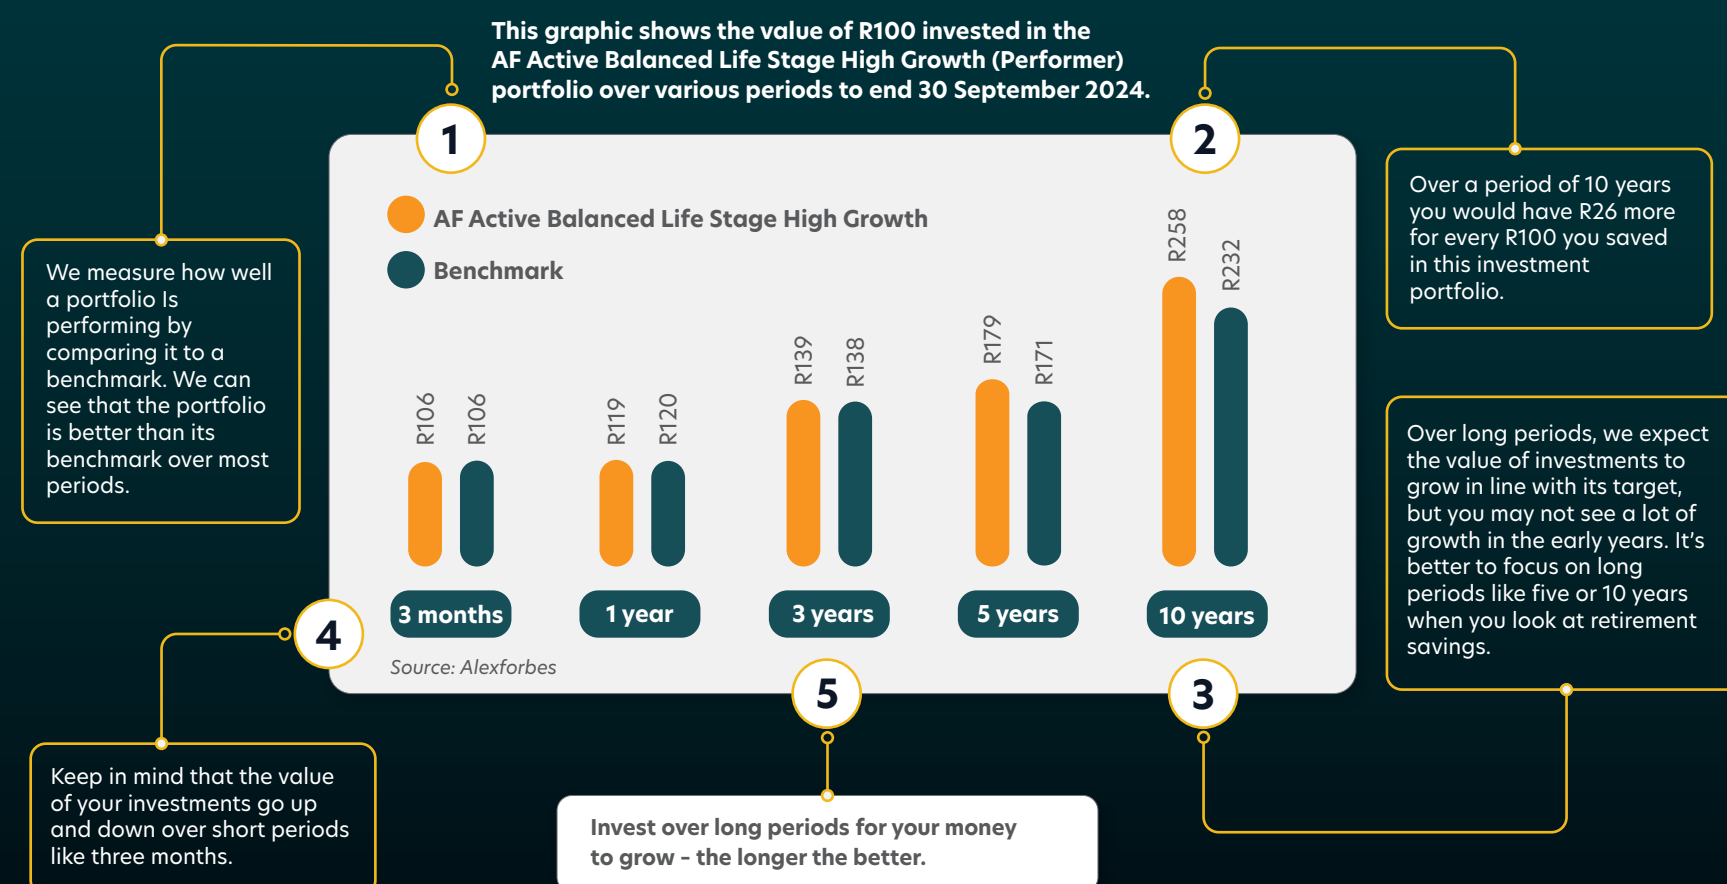 This graphic shows the value of R100 invested in the
AF Active Balanced Life Stage High Growth (Performer)
portfolio over various periods to end 30 September 2024.
1
We measure how well
a portfolio Is
performing by
comparing it to a
benchmark. We can
see that the portfolio
is better than its
benchmark over most
periods.
2
Over a period of 10 years
you would have R26 more
for every R100 you saved
in this investment
portfolio.
AF Active Balanced Life Stage High Growth
Benchmark
R106
R106
R119
R120
R139
R138
R179
R171
R258
R232
3 months
1 year
3 years
5 years
10 years
Source: Alexforbes
3
Over long periods, we expect
the value of investments to
grow in line with its target,
but you may not see a lot of
growth in the early years. It's
better to focus on long
periods like five or 10 years
when you look at retirement
savings.
4
Keep in mind that the value
of your investments go up
and down over short periods
like three months.
5
Invest over long periods for your money
to grow – the longer the better.